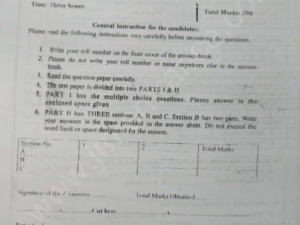 Time: Three hours
Total Marks: 200
General instruction for the candidates:
Please read the following instructions very carefully before answering the questions.
1. Write your roll number on the front cover of the answer-book.
2. Please do not write your roll number or name anywhere else in the answer-
book.
3. Read the question paper carefully.
4. The test paper is divided into two PARTS I & II
5. PART I has the multiple choice questions. Please answer in the
enclosed space given
6. PART II has THREE sections: A, B and C. Section B has two parts. Write
your answers in the space provided in the answer sheet. Do not exceed the
word limit or space designated for the answer.
Section No. 1 2 Total Marks
A
B
C
Signature of the Examiner
Total Marks Obtained
Cut here